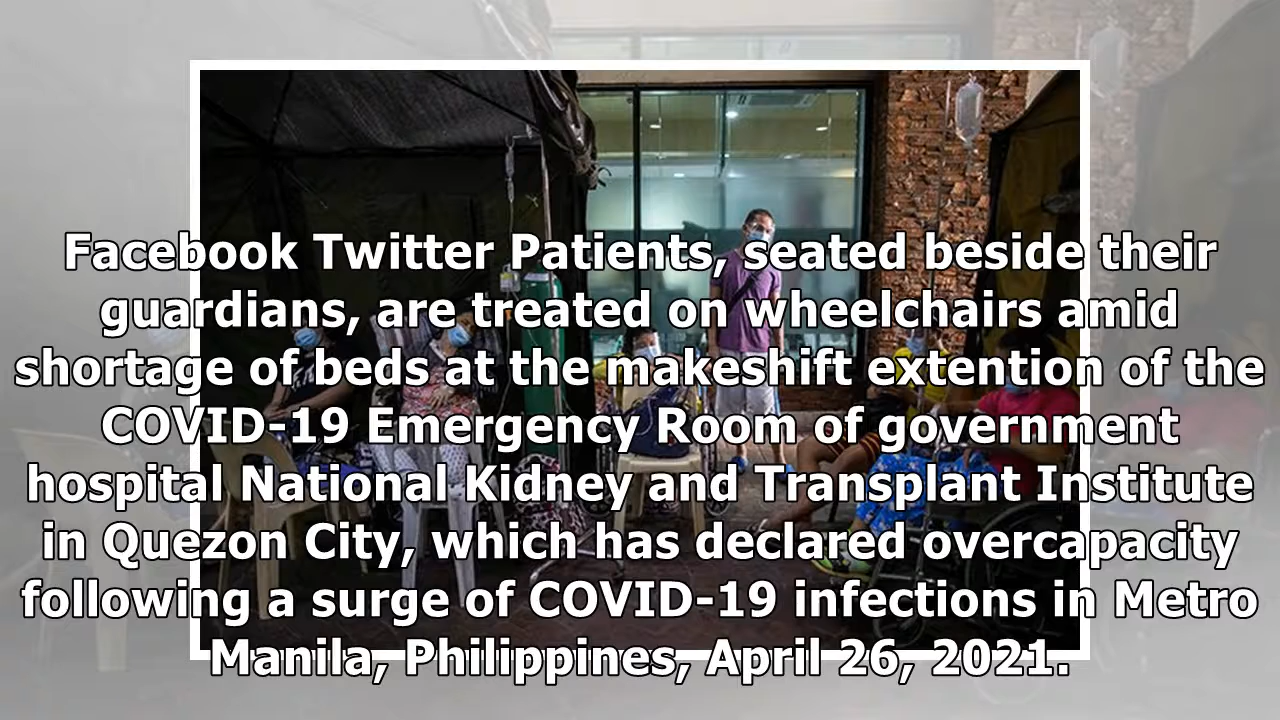 Facebook Twitter Patients, seated beside their
guardians, are treated on wheelchairs amid
shortage of beds at the makeshift extention of the
COVID-19 Emergency Room of government
hospital National Kidney and Transplant Institute
in Quezon City, which has declared overcapacity
following a surge of COVID-19 infections in Metro
Manila, Philippines, April 26, 2021.